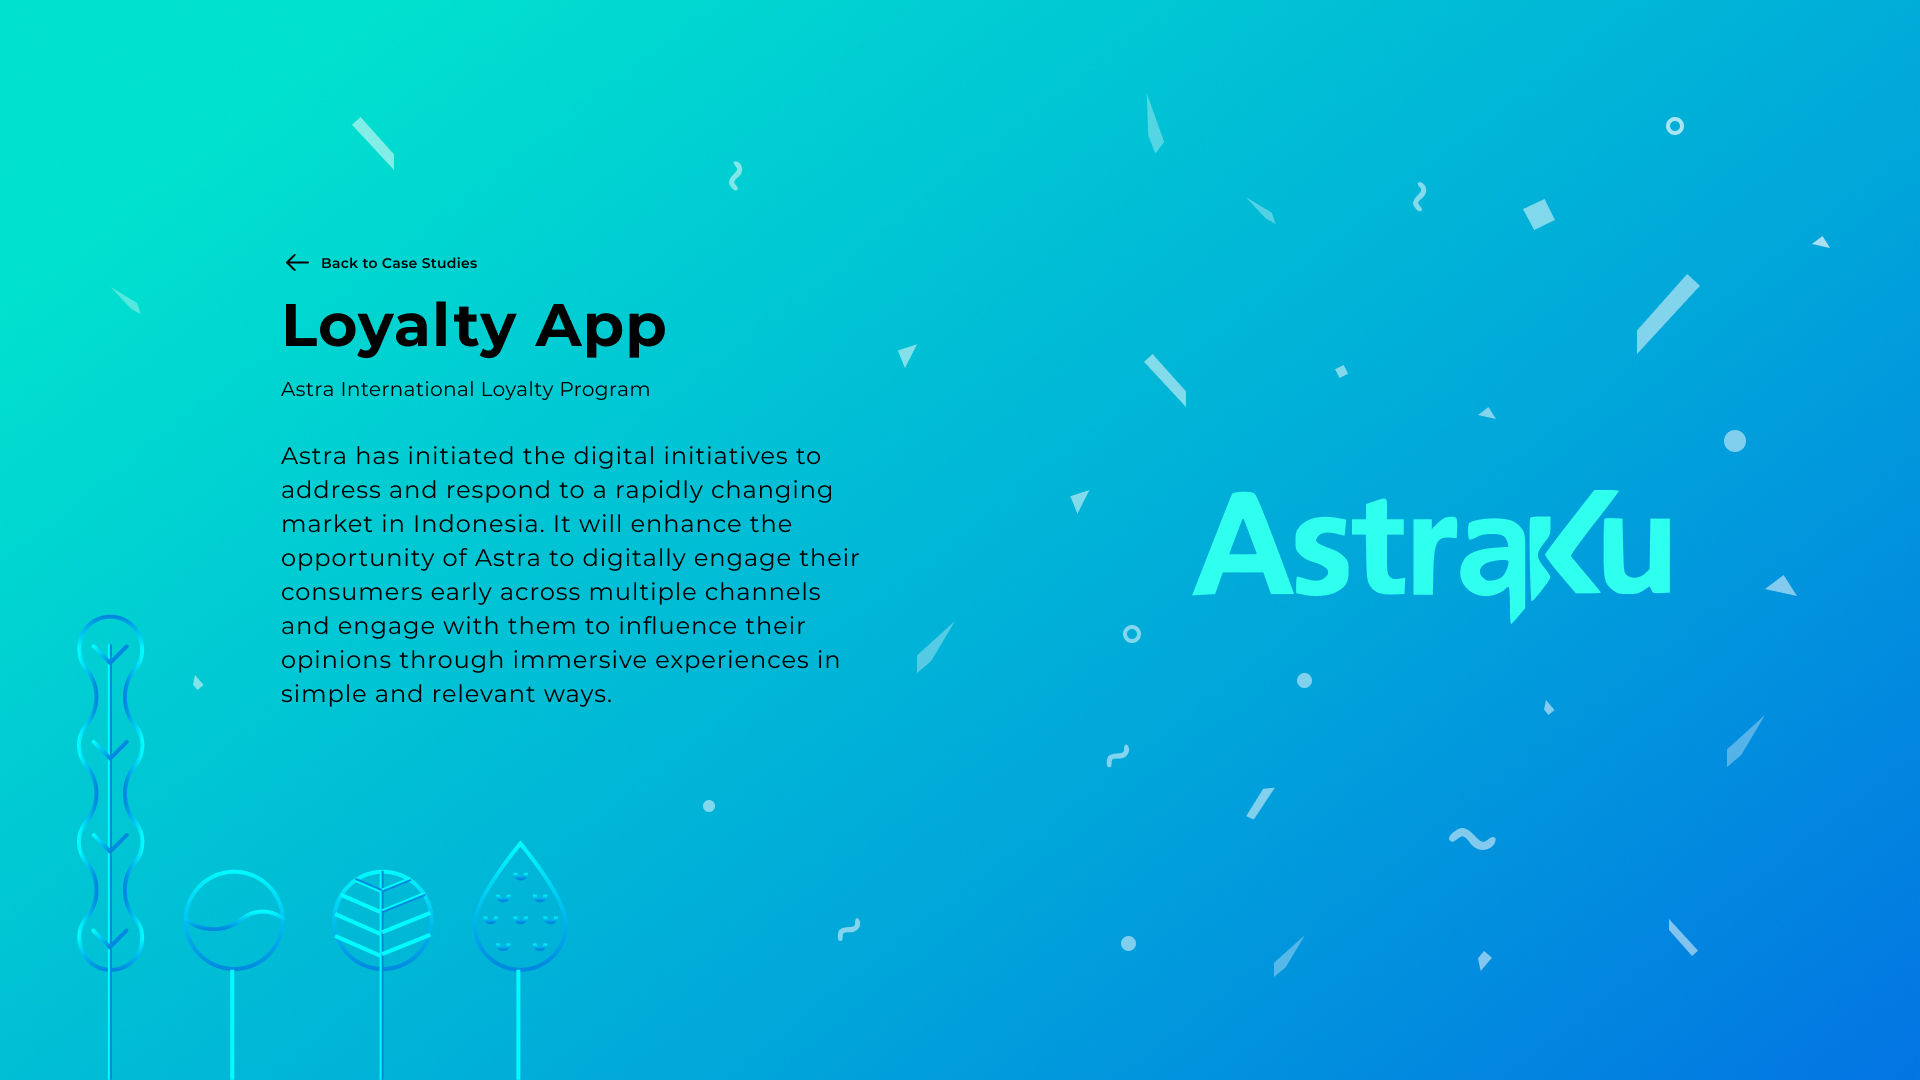 Back to Case Studies
Loyalty App
Astra International Loyalty Program
Astra has initiated the digital initiatives to
address and respond to a rapidly changing
market in Indonesia. It will enhance the
opportunity of Astra to digitally engage their
consumers early across multiple channels
and engage with them to influence their
opinions through immersive experiences in
simple and relevant ways.
AstraKu